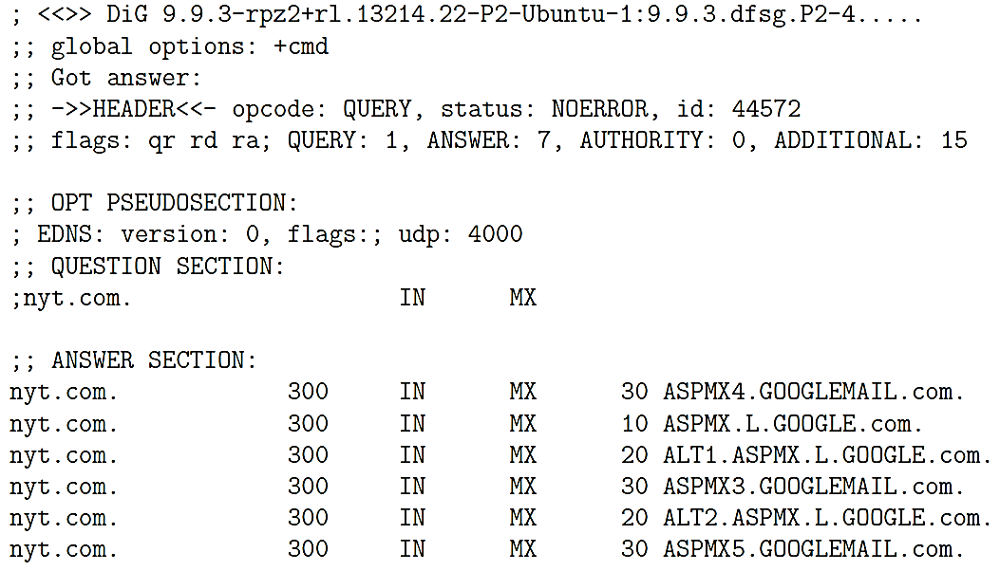 ; <<>> DiG 9.9.3-rpz2+rl.13214.22-P2-Ubuntu-1:9.9.3.dfsg.P2-4.....
;; global options: +cmd
;; Got answer:
;; ->>HEADER<<- opcode: QUERY, status: NOERROR, id: 44572
;; flags: qr rd ra; QUERY: 1, ANSWER: 7, AUTHORITY: 0, ADDITIONAL: 15
;; OPT PSEUDOSECTION:
; EDNS: version: 0, flags:; udp: 4000
;; QUESTION SECTION:
;nyt.com. IN MX
;; ANSWER SECTION:
nyt.com. 300 IN MX 30 ASPMX4.GOOGLEMAIL.com.
nyt.com. 300 IN MX 10 ASPMX.L.GOOGLE.com.
nyt.com. 300 IN MX 20 ALT1.ASPMX.L.GOOGLE.com.
nyt.com. 300 IN MX 30 ASPMX3.GOOGLEMAIL.com.
nyt.com. 300 IN MX 20 ALT2.ASPMX.L.GOOGLE.com.
nyt.com. 300 IN MX 30 ASPMX5.GOOGLEMAIL.com.